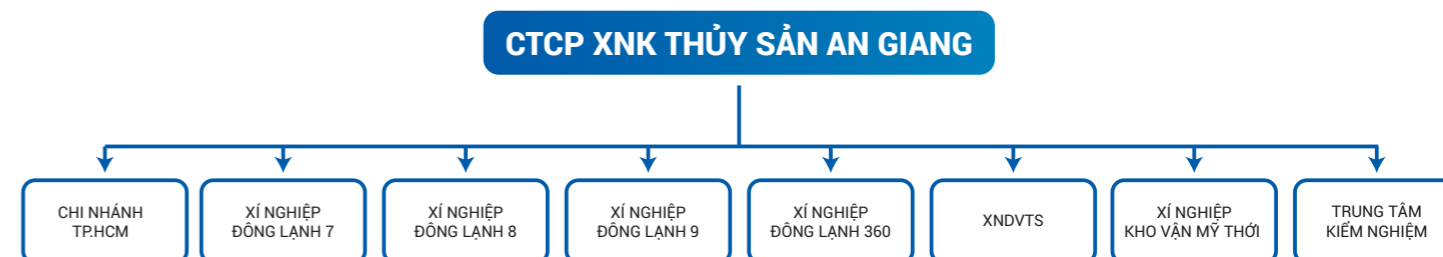 CTCP XNK THỦY SẢN AN GIANG
CHI NHÁNH
TP.HCM
XÍ NGHIỆP
ĐÔNG LẠNH 7
XÍ NGHIỆP
ĐÔNG LẠNH 8
XÍ NGHIỆP
ĐÔNG LẠNH 9
XÍ NGHIỆP
ĐÔNG LẠNH 360
XNDVTS
XÍ NGHIỆP
KHO VẬN MỸ THỚI
TRUNG TÂM
KIỂM NGHIỆM